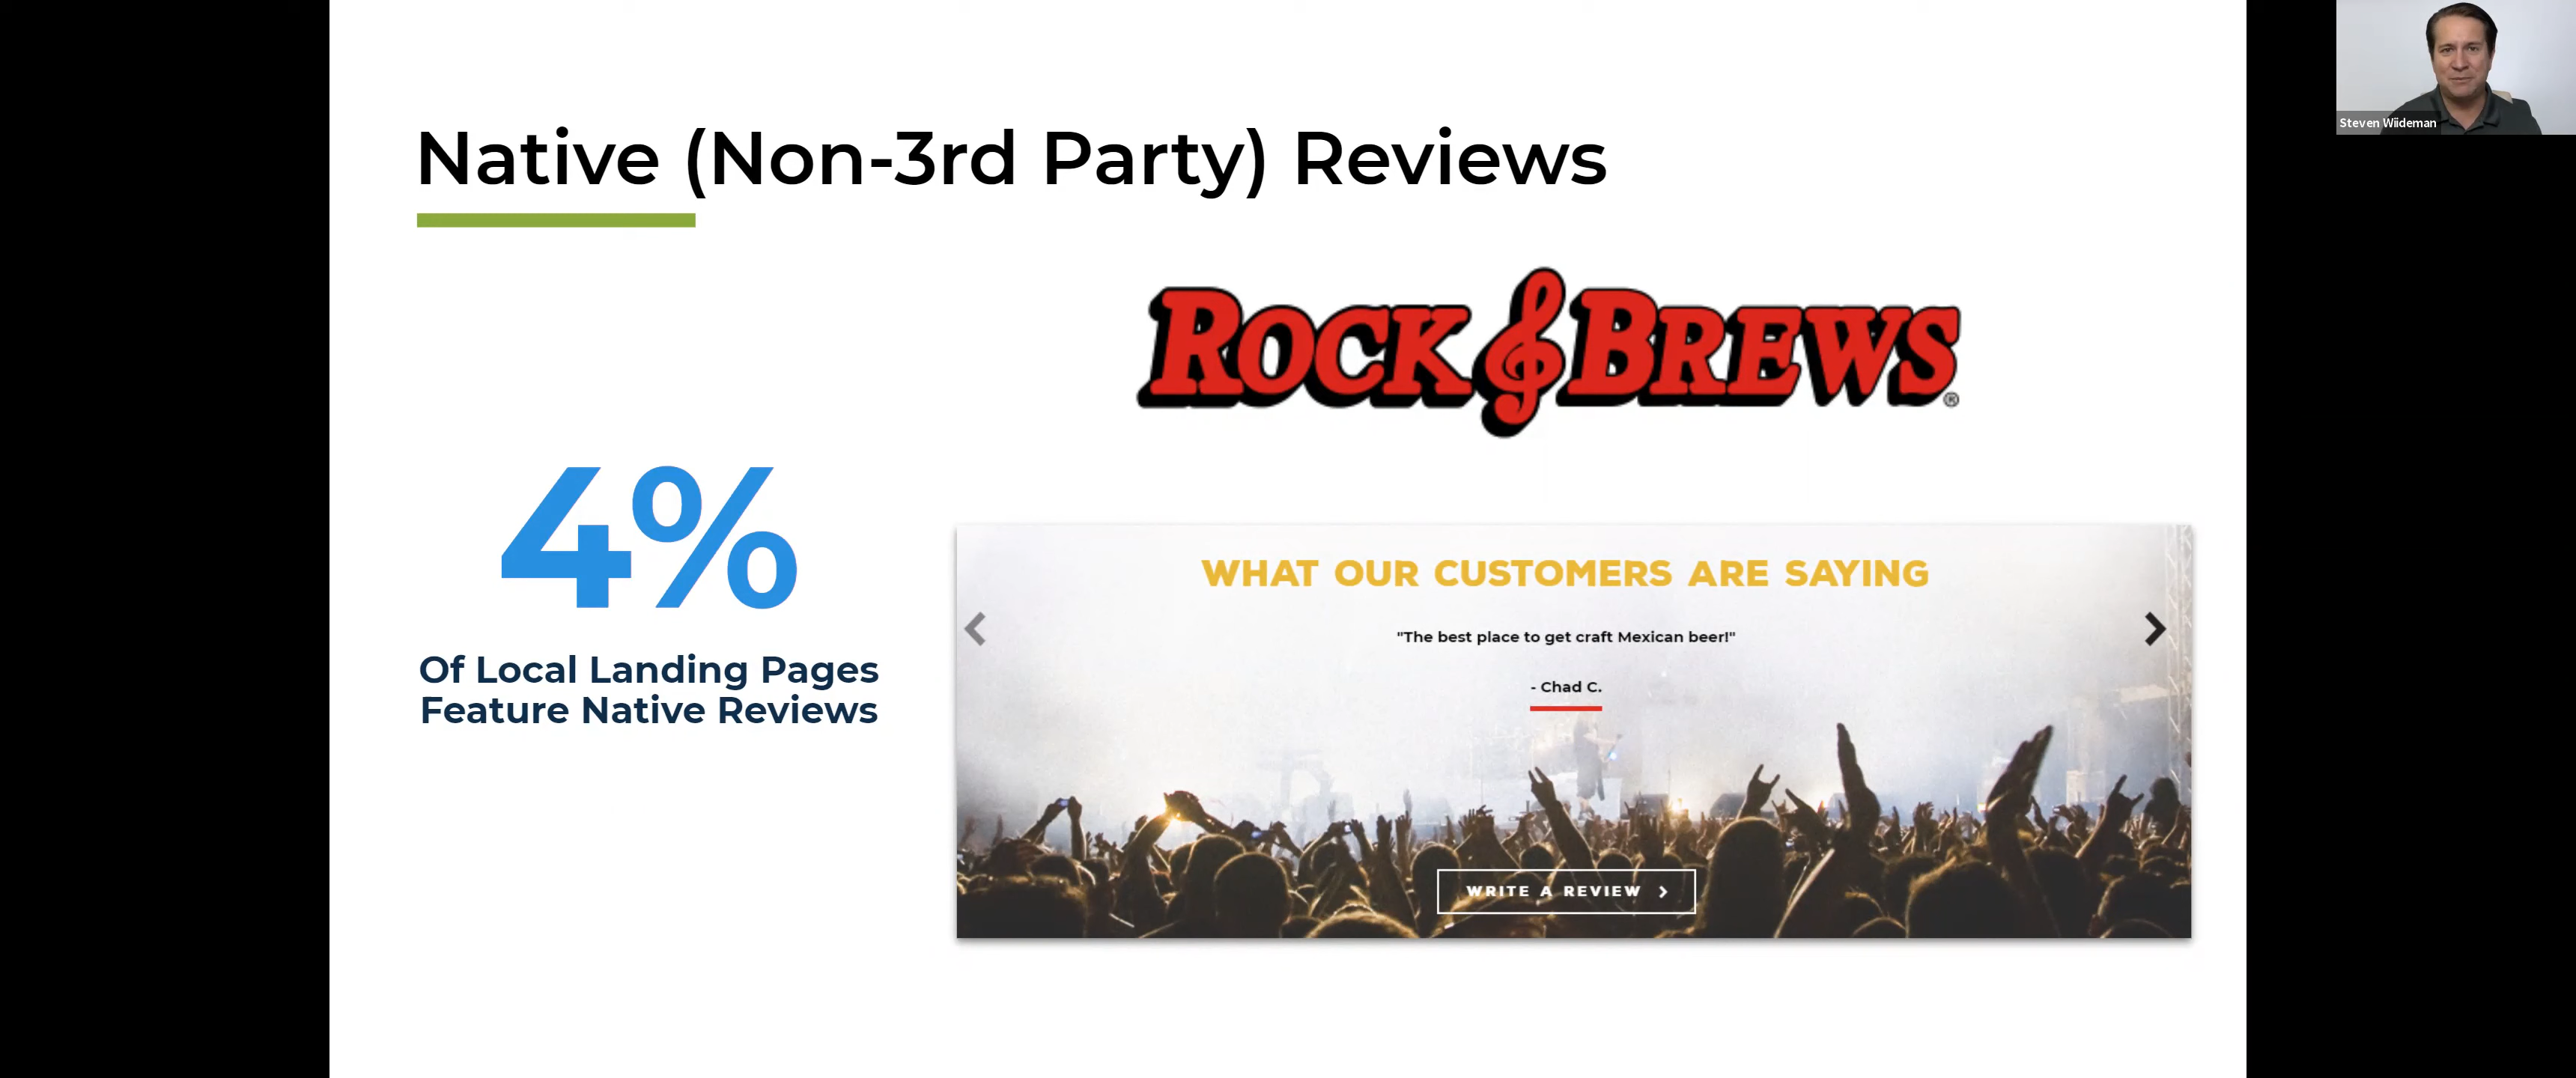 Native (Non-3rd Party) Reviews
Steven Wiideman
ROCK & BREWS®
4%
Of Local Landing Pages
Feature Native Reviews
WHAT OUR CUSTOMERS ARE SAYING
"The best place to get craft Mexican beer!"
- Chad C.
WRITE A REVIEW >